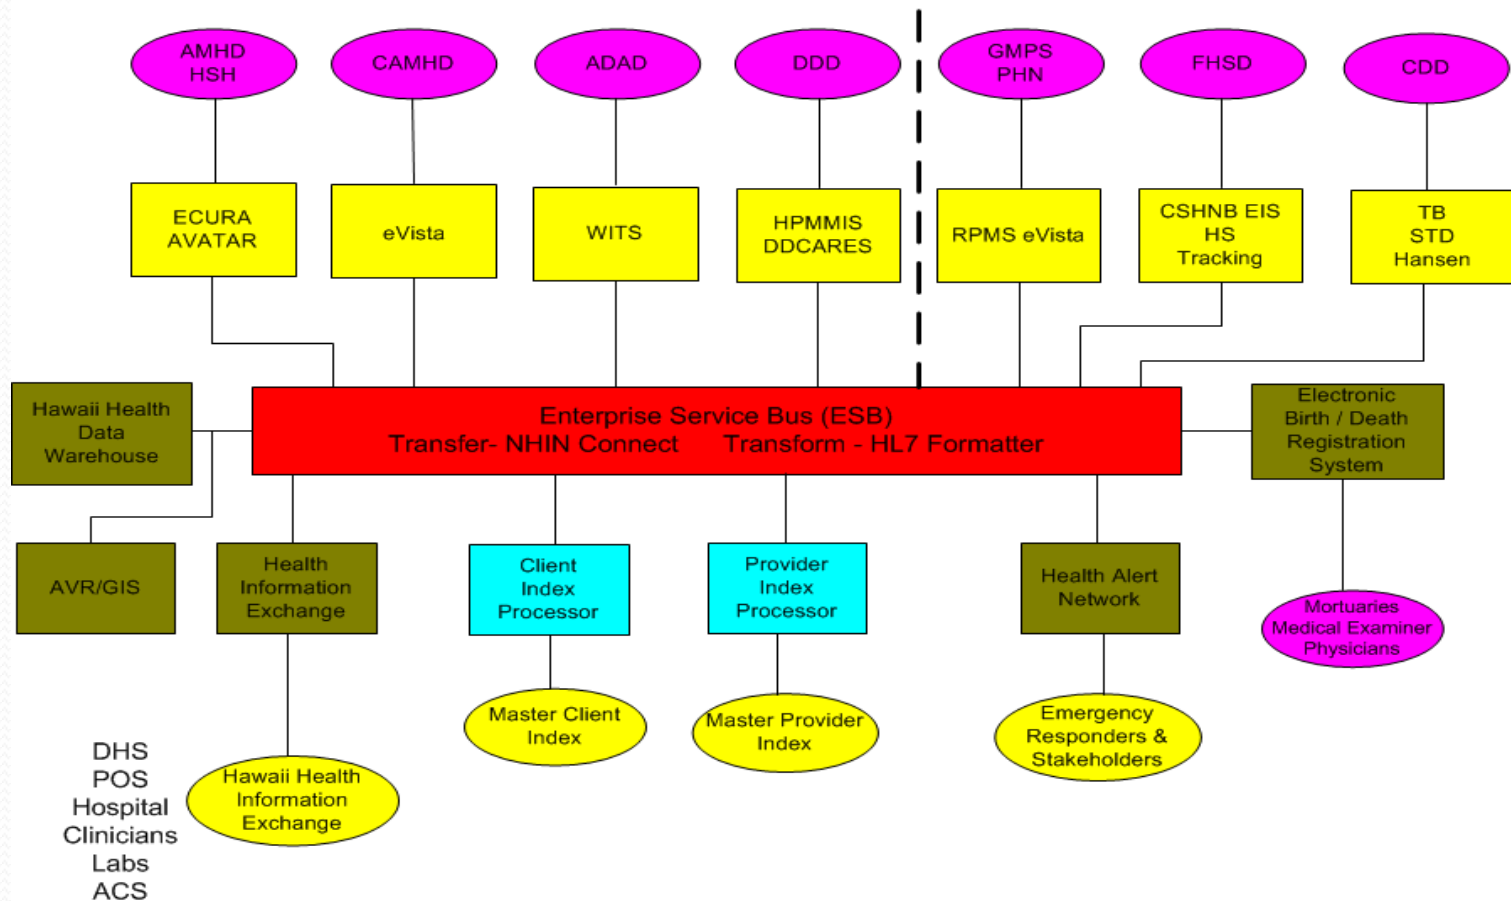 AMHD
HSH
CAMHD
ADAD
DDD
GMPS
PHN
FHSD
CDD
ECURA
AVATAR
eVista
WITS
HPMMIS
DDCARES
RPMS eVista
CSHNB EIS
HS
Tracking
TB
STD
Hansen
Hawaii Health
Data
Warehouse
Enterprise Service Bus (ESB)
Transfer- NHIN Connect Transform - HL7 Formatter
Electronic
Birth / Death
Registration
System
AVR/GIS
Health
Information
Exchange
Client
Index
Processor
Provider
Index
Processor
Health Alert
Network
Mortuaries
Medical Examiner
Physicians
Master Client
Index
Master Provider
Index
Emergency
Responders &
Stakeholders
DHS
POS
Hospital
Clinicians
Labs
ACS
Hawaii Health
Information
Exchange